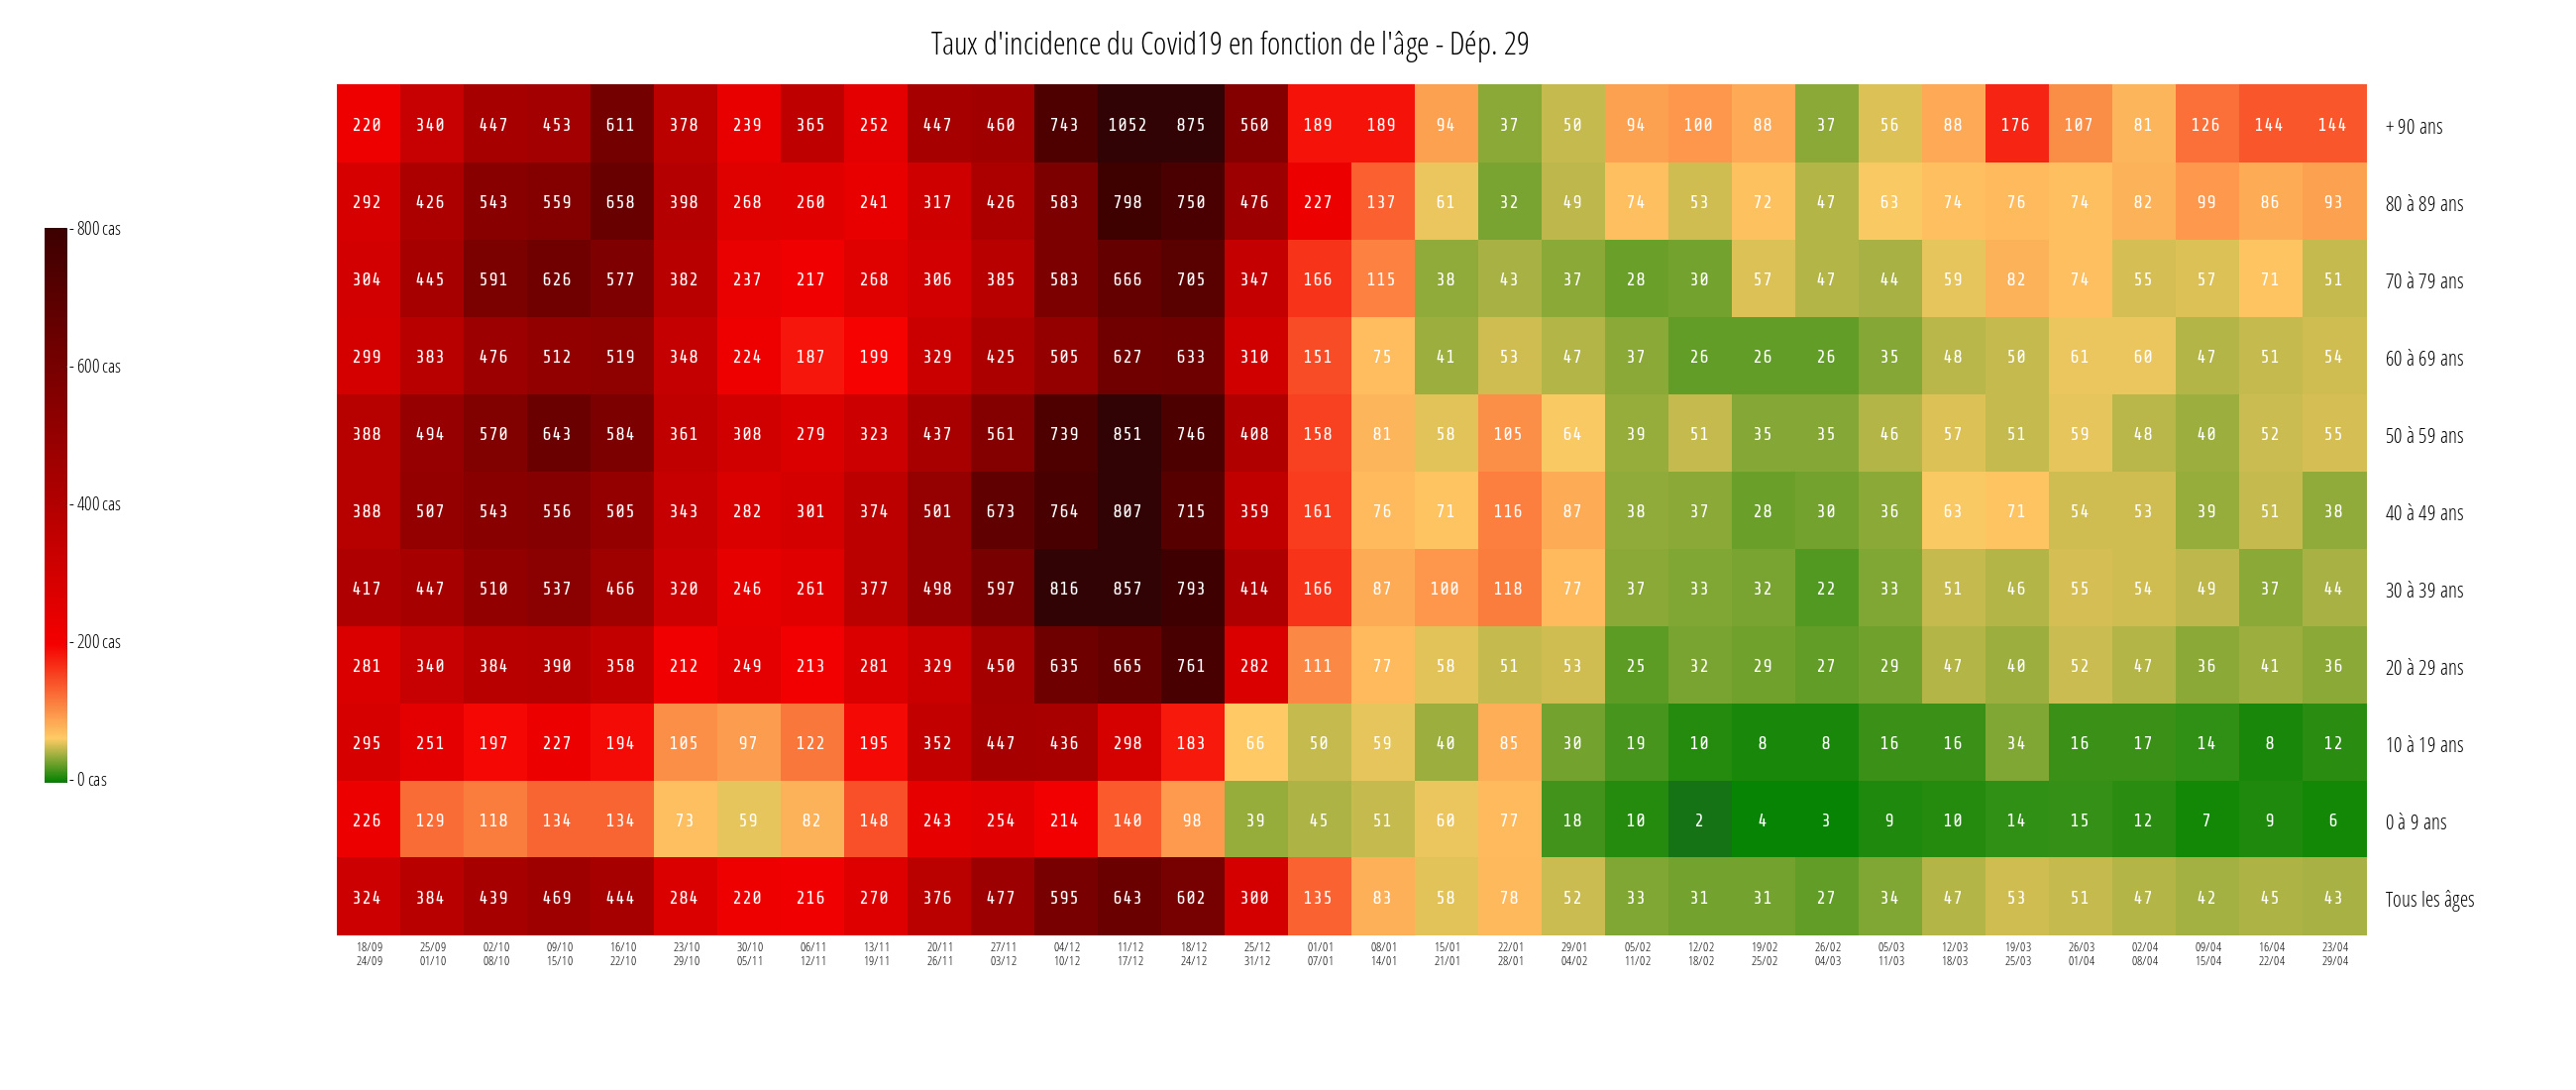 Taux d'incidence du Covid19 en fonction de l'âge - Dép. 29
- 800 cas
- 600 cas
- 400 cas
- 200 cas
- 0 cas
220 340 447 453 611 378 239 365 252 447 460 743 1052 875 560 189 189 94 37 50 94 100 88 37 56 88 176 107 81 126 144 144 + 90 ans
292 426 543 559 658 398 268 260 241 317 426 583 798 750 476 227 137 61 32 49 74 53 72 47 63 74 76 74 82 99 86 93 80 à 89 ans
304 445 591 626 577 382 237 217 268 306 385 583 666 705 347 166 115 38 43 37 28 30 57 47 44 59 82 74 55 57 71 51 70 à 79 ans
299 383 476 512 519 348 224 187 199 329 425 505 627 633 310 151 75 41 53 47 37 26 26 26 35 48 50 61 60 47 51 54 60 à 69 ans
388 494 570 643 584 361 308 279 323 437 561 739 851 746 408 158 81 58 105 64 39 51 35 35 46 57 51 59 48 40 52 55 50 à 59 ans
388 507 543 556 505 343 282 301 374 501 673 764 807 715 359 161 76 71 116 87 38 37 28 30 36 63 71 54 53 39 51 38 40 à 49 ans
417 447 510 537 466 320 246 261 377 498 597 816 857 793 414 166 87 100 118 77 37 33 32 22 33 51 46 55 54 49 37 44 30 à 39 ans
281 340 384 390 358 212 249 213 281 329 450 635 665 761 282 111 77 58 51 53 25 32 29 27 29 47 40 52 47 36 41 36 20 à 29 ans
295 251 197 227 194 105 97 122 195 352 447 436 298 183 66 50 59 40 85 30 19 10 8 8 16 16 34 16 17 14 8 12 10 à 19 ans
226 129 118 134 134 73 59 82 148 243 254 214 140 98 39 45 51 60 77 18 10 2 4 3 9 10 14 15 12 7 9 6 0 à 9 ans
324 384 439 469 444 284 220 216 270 376 477 595 643 602 300 135 83 58 78 52 33 31 31 27 34 47 53 51 47 42 45 43 Tous les âges
18/09 25/09 02/10 09/10 16/10 23/10 30/10 06/11 13/11 20/11 27/11 04/12 11/12 18/12 25/12 01/01 08/01 15/01 22/01 29/01 05/02 12/02 19/02 26/02 05/03 12/03 19/03 26/03 02/04 09/04 16/04 23/04
24/09 01/10 08/10 15/10 22/10 29/10 05/11 12/11 19/11 26/11 03/12 10/12 17/12 24/12 31/12 07/01 14/01 21/01 28/01 04/02 11/02 18/02 25/02 04/03 11/03 18/03 25/03 01/04 08/04 15/04 22/04 29/04